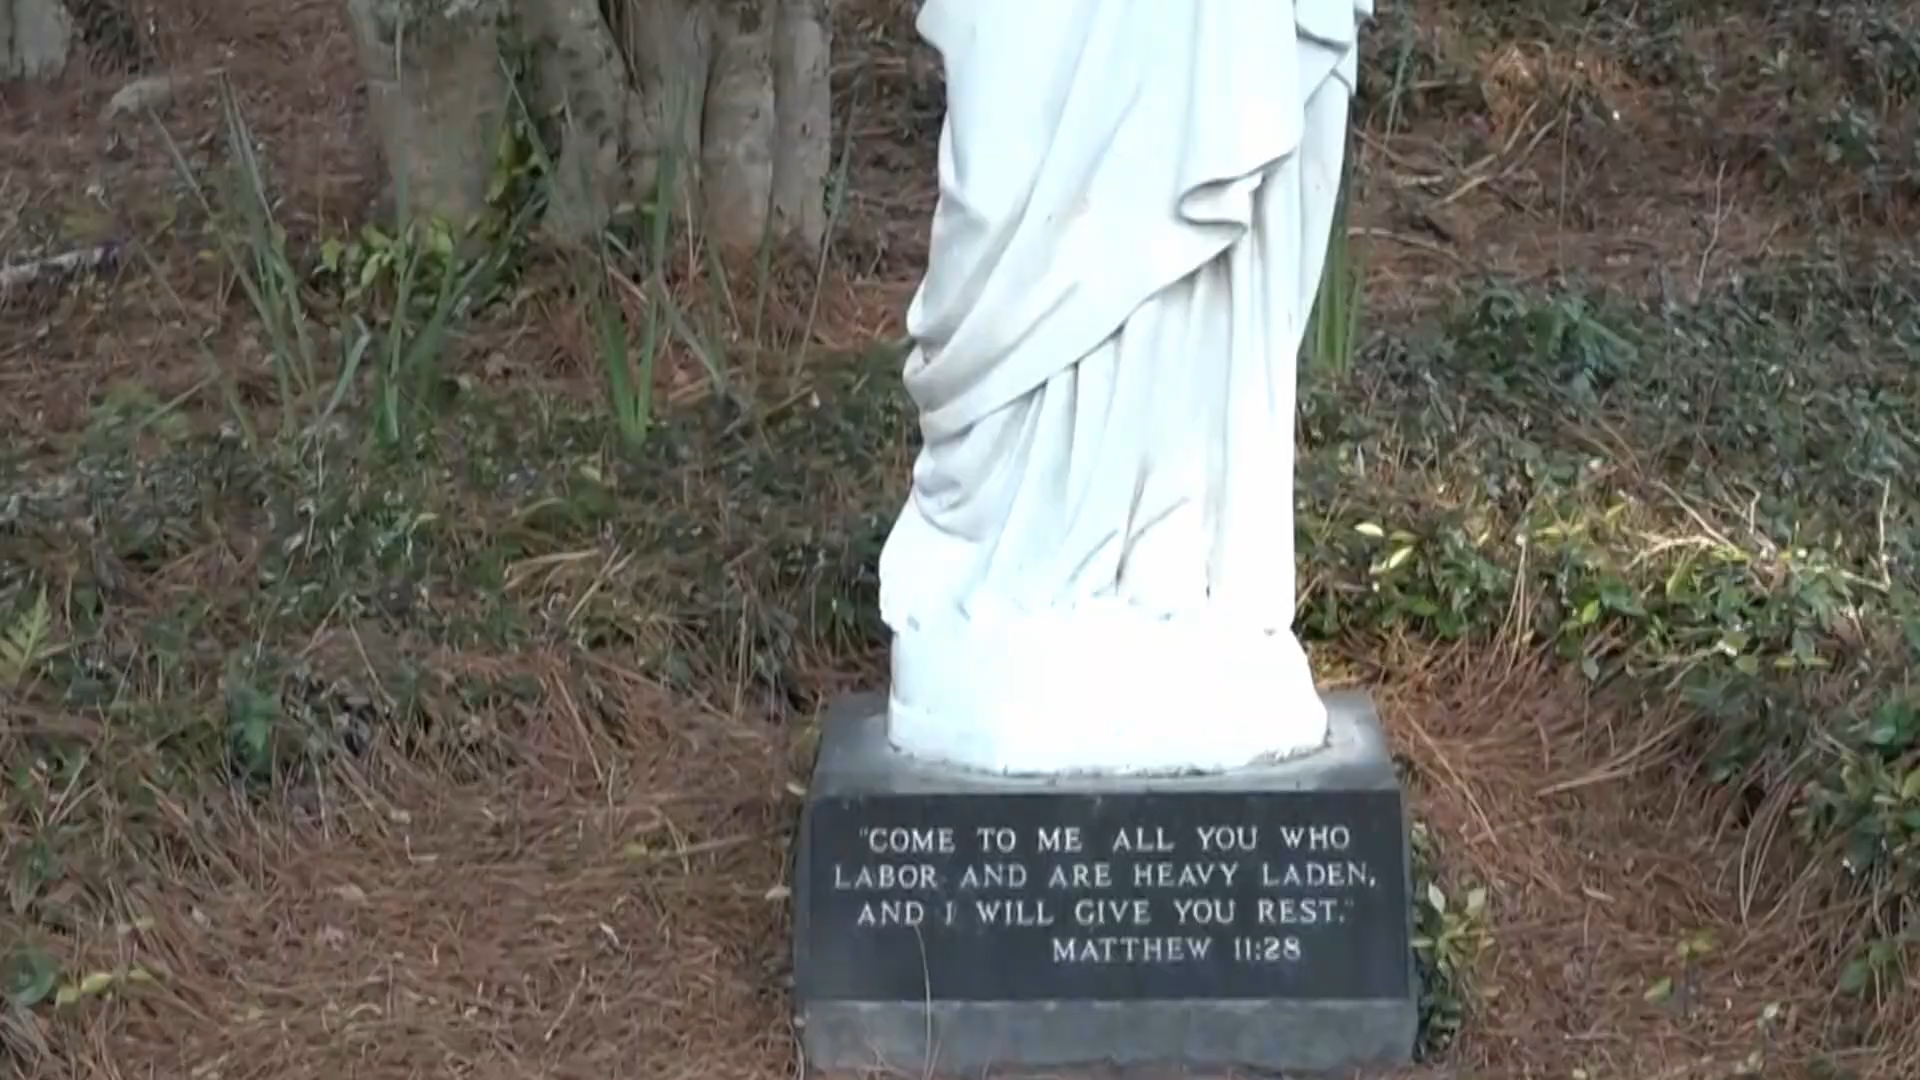 "COME TO ME ALL YOU WHO
LABOR AND ARE HEAVY LADEN,
AND I WILL GIVE YOU REST."
MATTHEW 11:28